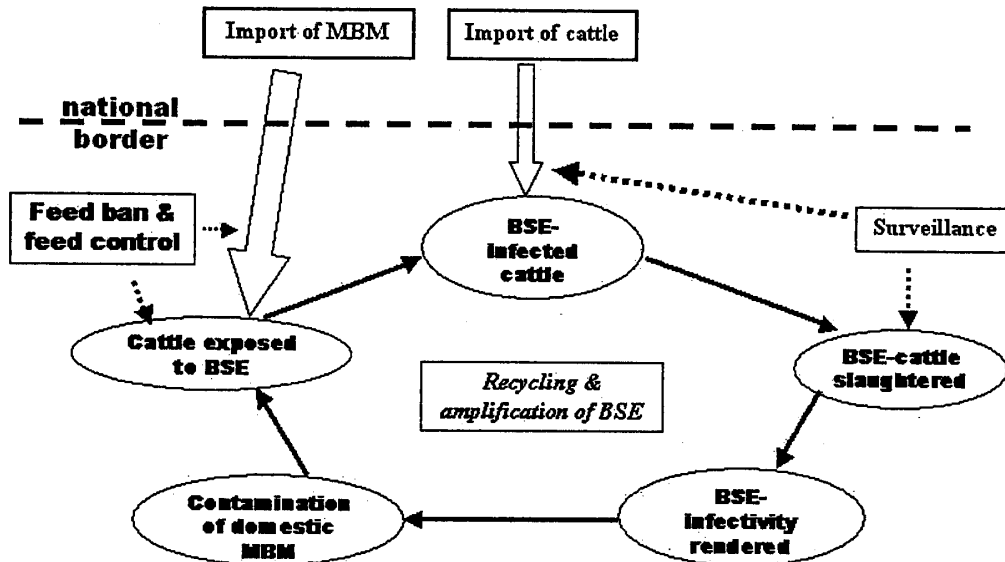 Import of MBM
Import of cattle
national
border
Feed ban &
feed control
BSE-
infected
cattle
Surveillance
Cattle exposed
to BSE
BSE-cattle
slaughtered
Recycling &
amplification of BSE
Contamination
of domestic
MBM
BSE-
infectivity
rendered